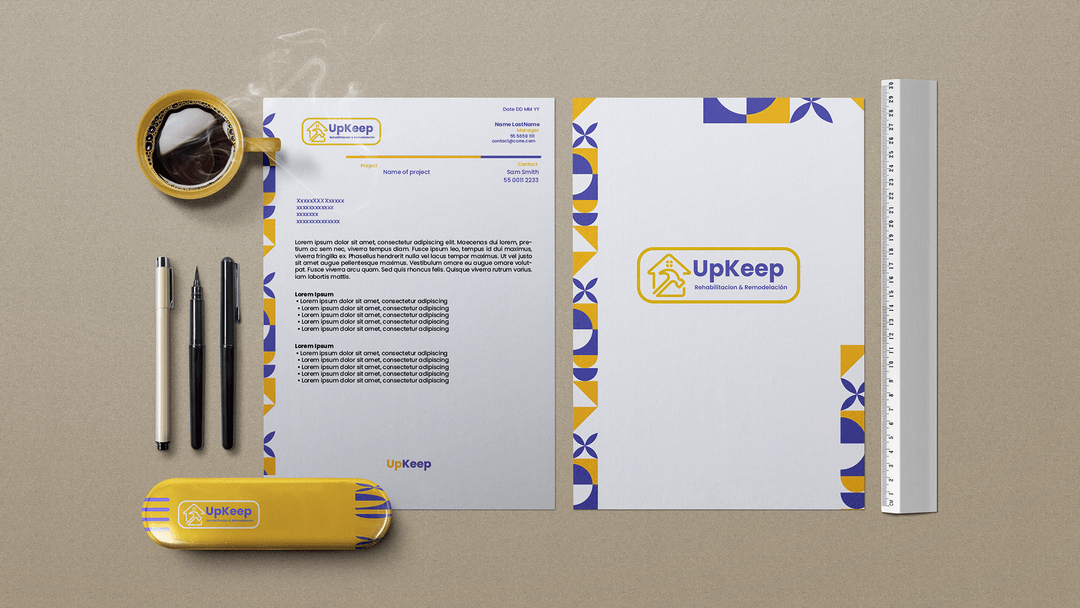 UpKeep
Rehabilitacion & Remodelación
Date DD MM YY
Name LastName
Manager
55 5658 1111
contact@corre.com
Project
Name of project
Contact
Sam Smith
55 0011 2233
XxxxxXXX Xxxxxx
xxxxxxxxxxxx
xxxxxxx
xxxxxxxxxxxxxx
Lorem ipsum dolor sit amet, consectetur adipiscing elit. Maecenas dui lorem, pre-
tium ac sem nec, viverra tempus diam. Fusce ipsum leo, tempus id dui maximus,
viverra fringilla ex. Phasellus hendrerit nulla vel lacus tempor maximus. Ut vel justo
sit amet augue pellentesque maximus. Vestibulum ornare eu augue ornare volut-
pat. Fusce viverra arcu quam. Sed quis rhoncus felis. Quisque viverra rutrum varius.
iam lobortis mattis.
Lorem Ipsum
• Lorem ipsum dolor sit amet, consectetur adipiscing
• Lorem ipsum dolor sit amet, consectetur adipiscing
• Lorem ipsum dolor sit amet, consectetur adipiscing
• Lorem ipsum dolor sit amet, consectetur adipiscing
• Lorem ipsum dolor sit amet, consectetur adipiscing
Lorem Ipsum
• Lorem ipsum dolor sit amet, consectetur adipiscing
• Lorem ipsum dolor sit amet, consectetur adipiscing
• Lorem ipsum dolor sit amet, consectetur adipiscing
• Lorem ipsum dolor sit amet, consectetur adipiscing
• Lorem ipsum dolor sit amet, consectetur adipiscing
UpKeep
UpKeep
Rehabilitacion & Remodelación
UpKeep
Rehabilitacion & Remodelación